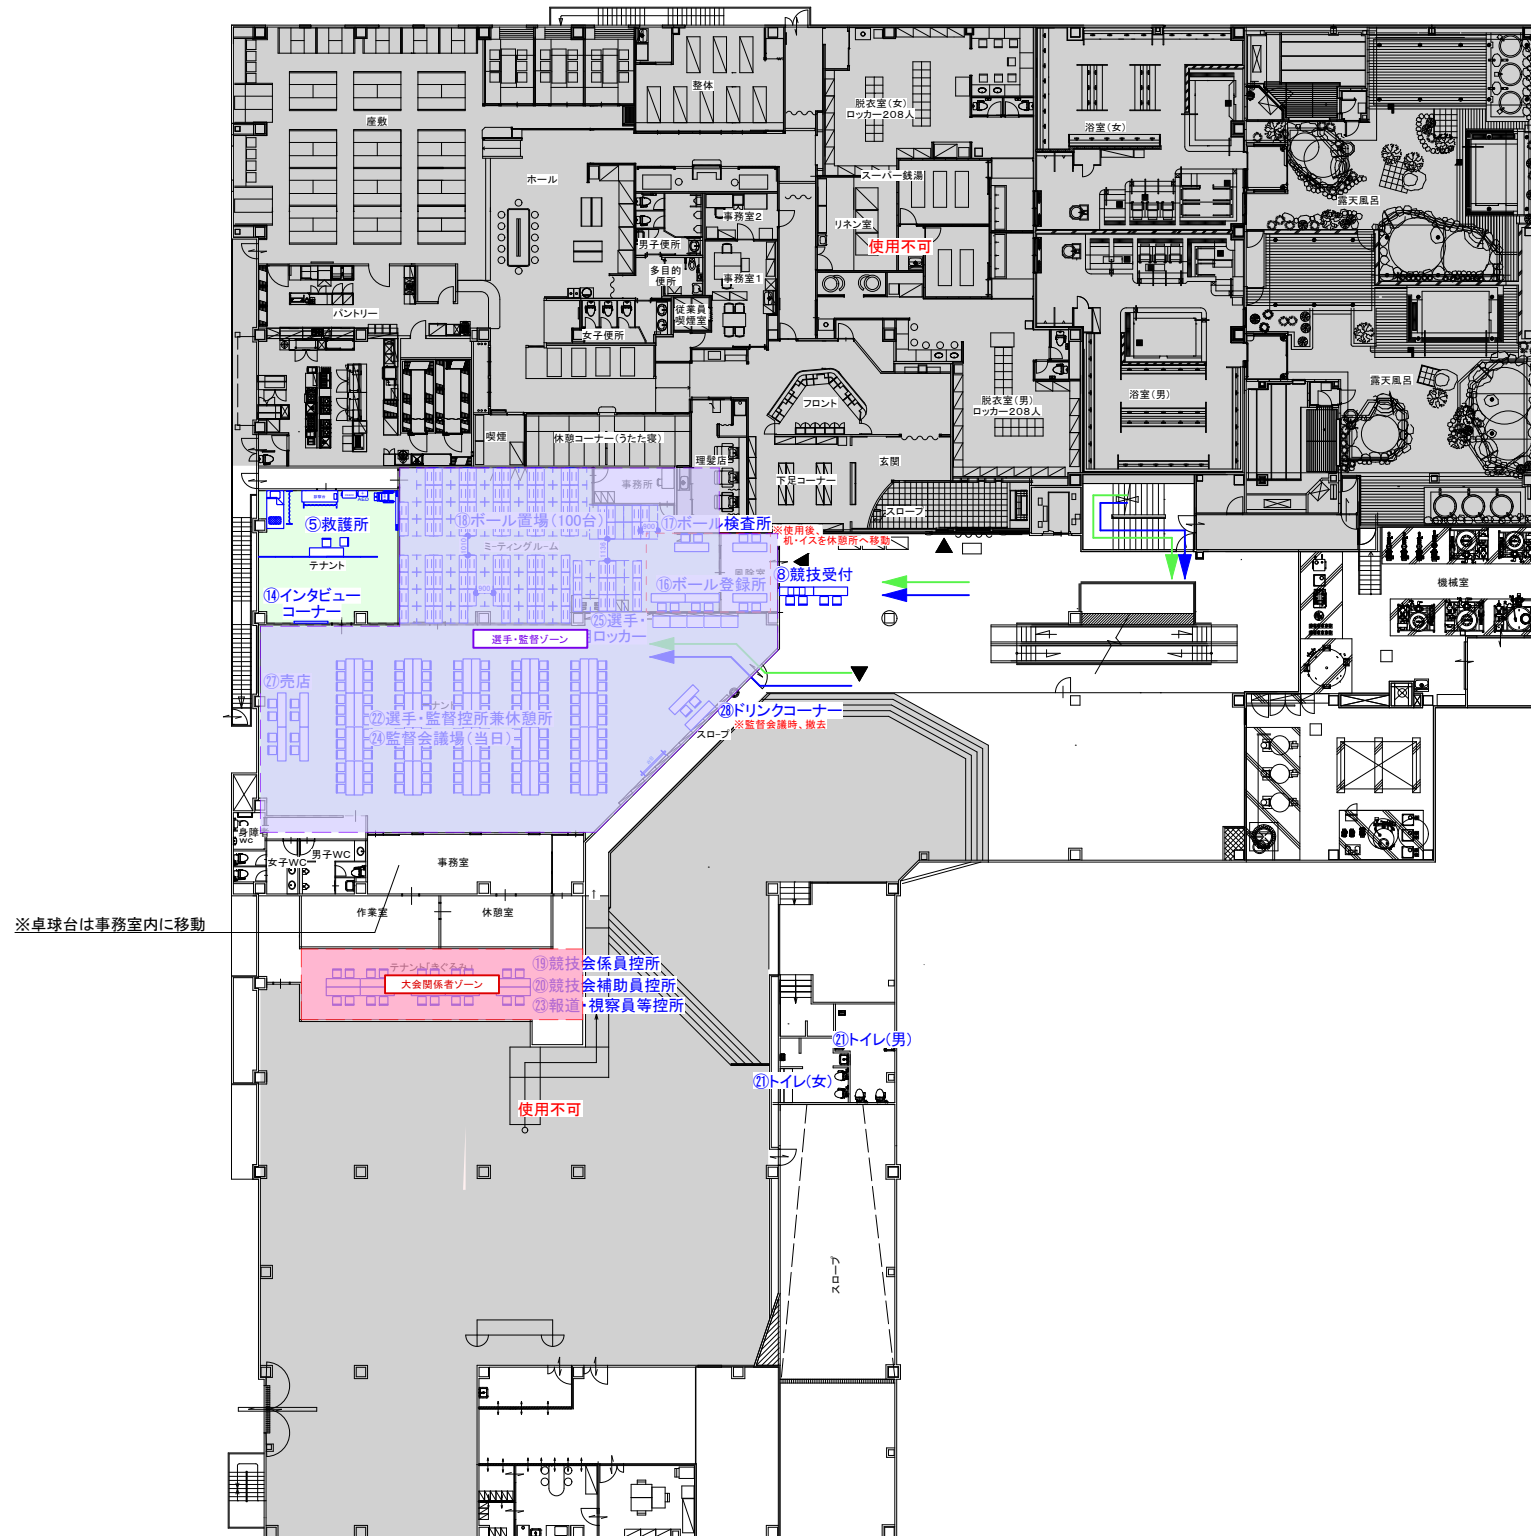 整体
座敷
脱衣室(女)
ロッカー208人
浴室(女)
ホール
スーパー銭湯
露天風呂
事務室2
リネン室
男子便所
使用不可
多目的
便所
事務室1
パントリー
従業員
喫煙室
女子便所
露天風呂
浴室(男)
フロント
脱衣室(男)
ロッカー208人
喫煙
休憩コーナー(うたた寝)
理髪店
玄関
下足コーナー
事務所
スロープ
⑤救護所
⑱ボール置場(100台)
⑰ボール検査所
※使用後、
机・イスを休憩所へ移動
ミーティングルーム
テナント
⑧競技受付
機械室
⑯ボール登録所
⑭インタビュー
コーナー
㉕選手・
ロッカー
選手・監督ゾーン
㉗売店
㉒選手・監督控所兼休憩所
㉔監督会議場(当日)
㉘ドリンクコーナー
※監督会議時、撤去
スロープ
身障
WC
女子WC
男子WC
事務室
作業室
休憩室
※卓球台は事務室内に移動
テナント「きぐるみ」
⑲競技会係員控所
大会関係者ゾーン
⑳競技会補助員控所
㉓報道・視察員等控所
㉑トイレ(男)
㉑トイレ(女)
使用不可
スロープ